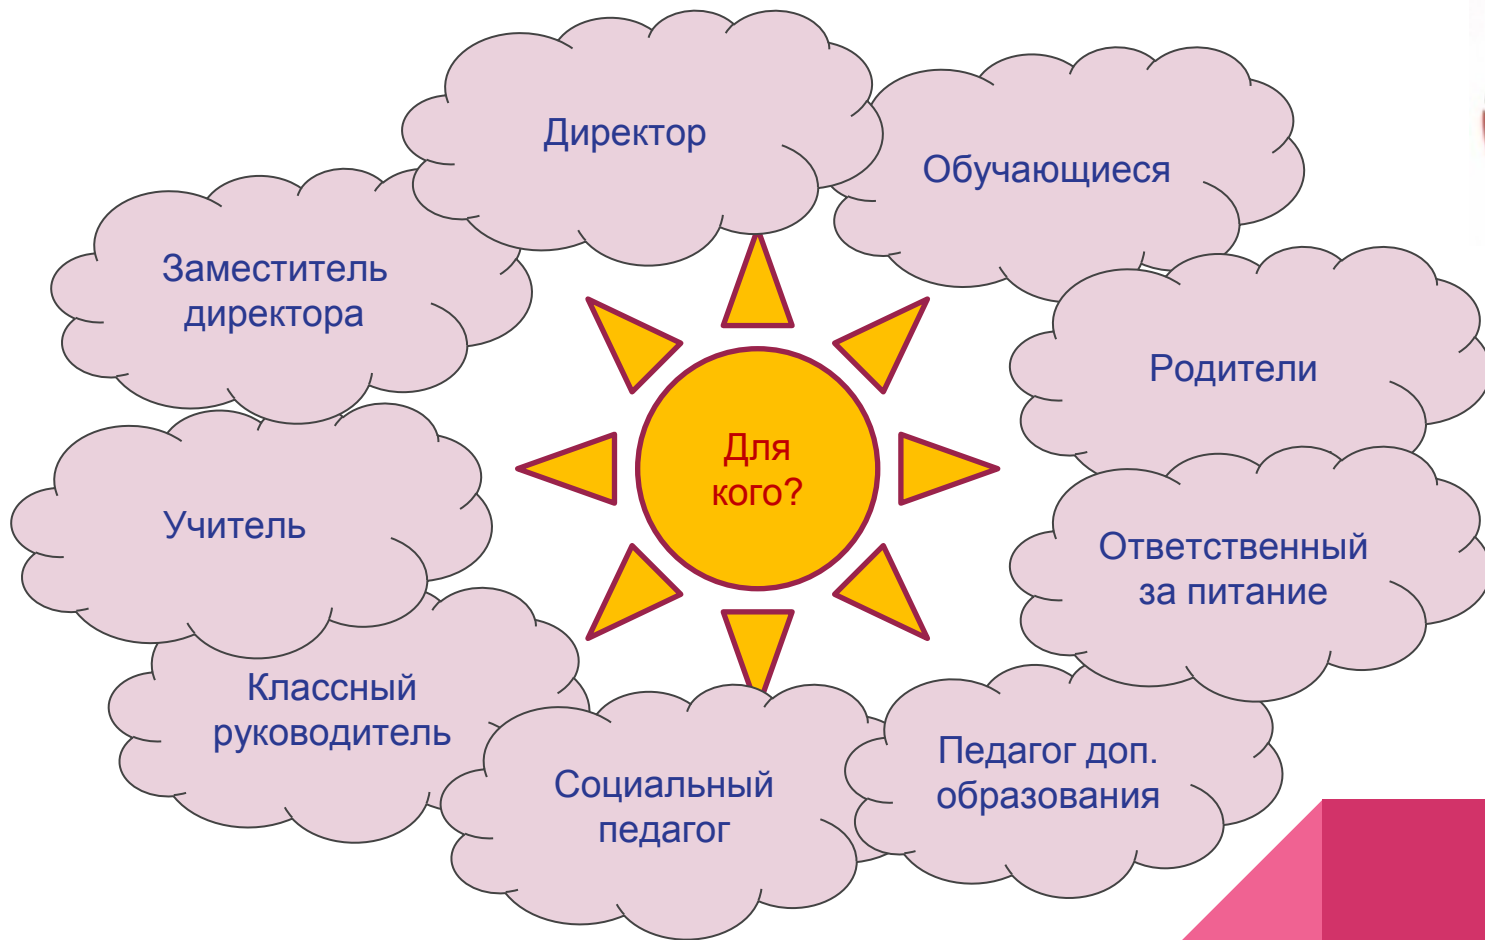 Директор
Обучающиеся
Заместитель
директора
Родители
Для
кого?
Учитель
Ответственный
за питание
Классный
руководитель
Педагог доп.
образования
Социальный
педагог